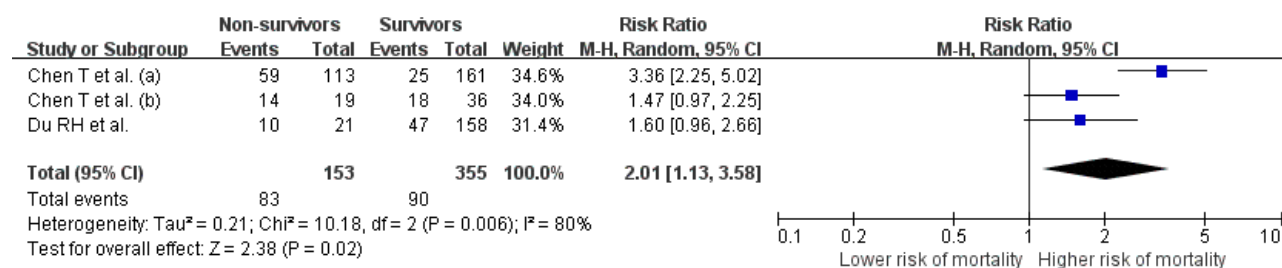 Non-survivors Survivors Risk Ratio Risk Ratio
Study or Subgroup Events Total Events Total Weight M-H, Random, 95% CI M-H, Random, 95% CI
Chen T et al. (a) 59 113 25 161 34.6% 3.36 [2.25, 5.02]
Chen T et al. (b) 14 19 18 36 34.0% 1.47 [0.97, 2.25]
Du RH et al. 10 21 47 158 31.4% 1.60 [0.96, 2.66]
Total (95% CI) 153 355 100.0% 2.01 [1.13, 3.58]
Total events 83 90
Heterogeneity: Tau² = 0.21; Chi² = 10.18, df = 2 (P = 0.006); I² = 80%
Test for overall effect: Z = 2.38 (P = 0.02)
0.1 0.2 0.5 1 2 5 10
Lower risk of mortality Higher risk of mortality